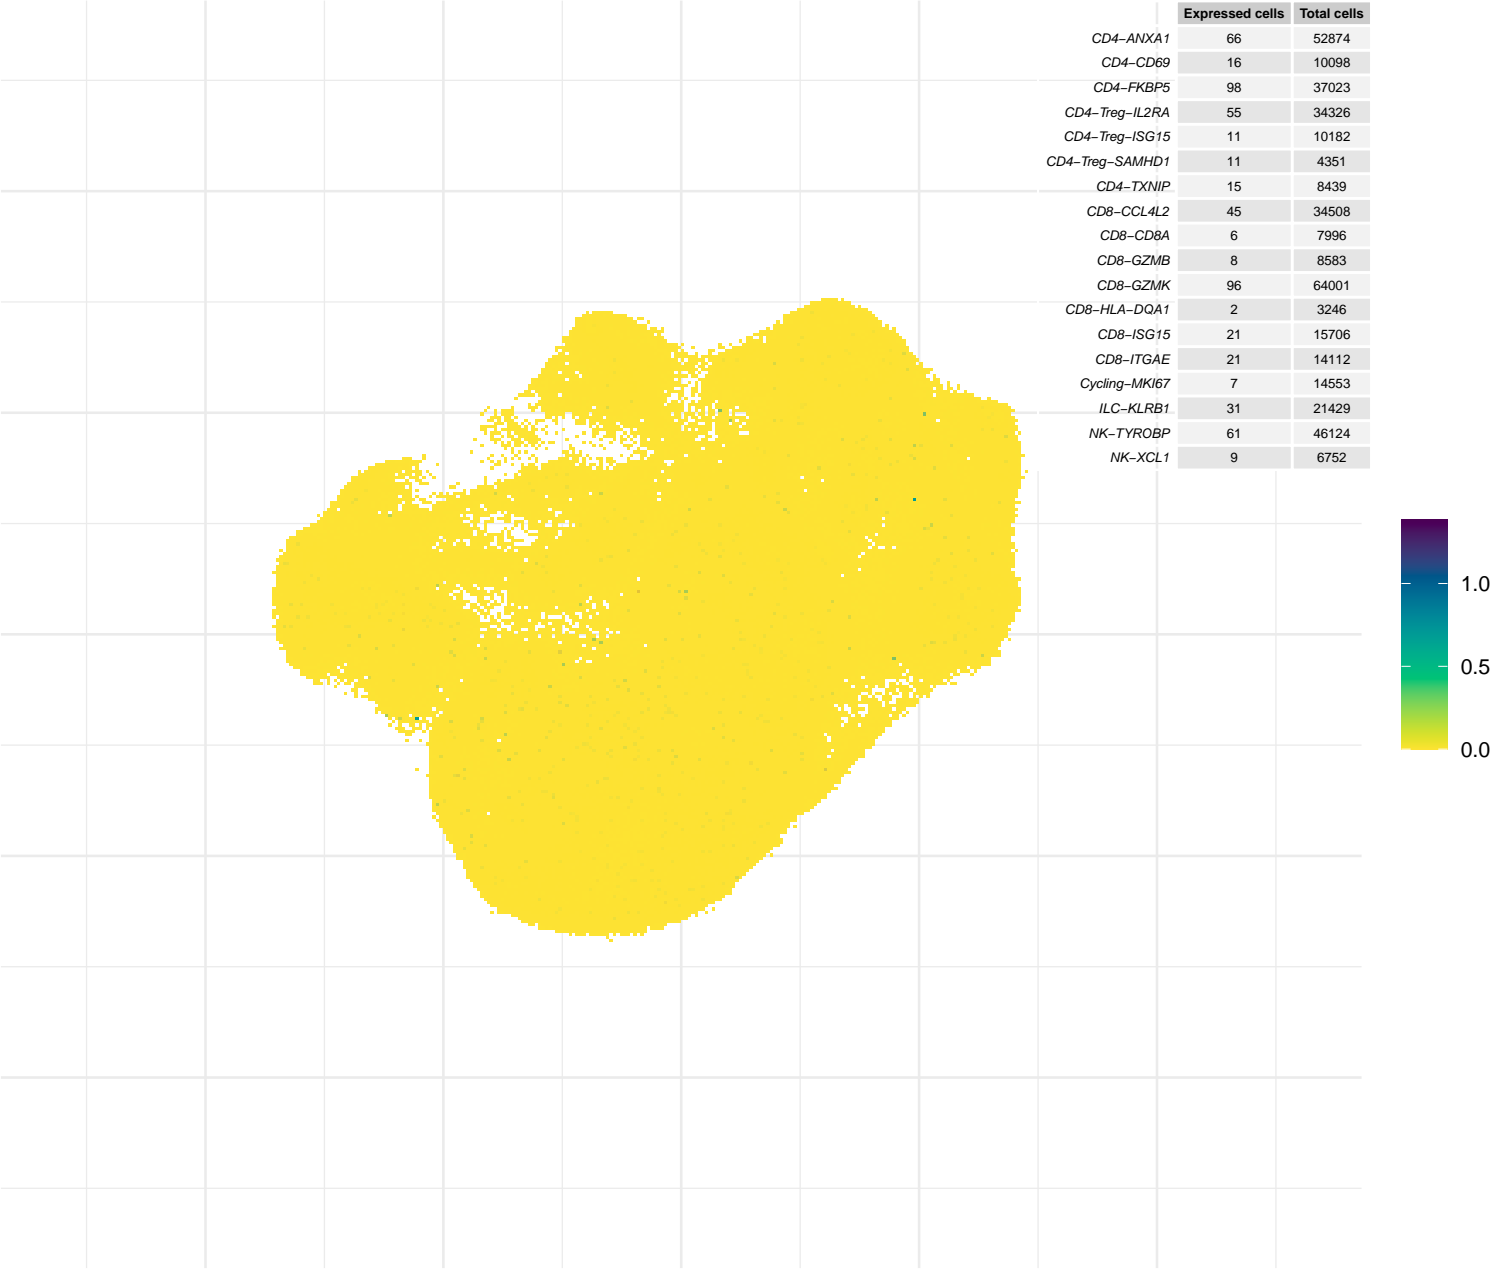 Expressed cells Total cells
CD4−ANXA1 66 52874
CD4−CD69 16 10098
CD4−FKBP5 98 37023
CD4−Treg−IL2RA 55 34326
CD4−Treg−ISG15 11 10182
CD4−Treg−SAMHD1 11 4351
CD4−TXNIP 15 8439
CD8−CCL4L2 45 34508
CD8−CD8A 6 7996
CD8−GZMB 8 8583
CD8−GZMK 96 64001
CD8−HLA−DQA1 2 3246
CD8−ISG15 21 15706
CD8−ITGAE 21 14112
Cycling−MKI67 7 14553
ILC−KLRB1 31 21429
NK−TYROBP 61 46124
NK−XCL1 9 6752
1.0
0.5
0.0